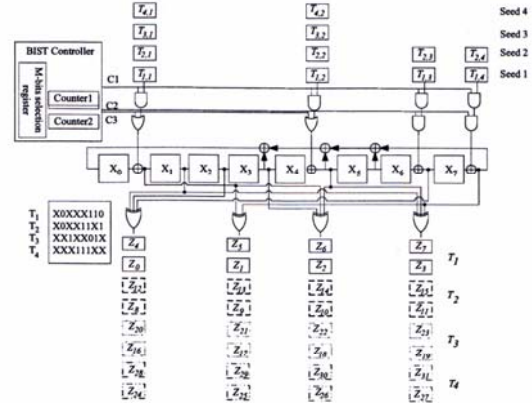 T4,1 T4,2 Seed 4
T3,1 T3,2 Seed 3
T2,1 T2,2 T2,3 T2,4 Seed 2
T1,1 T1,2 T1,3 T1,4 Seed 1
BIST Controller
M-bits selection register
Counter1
Counter2
C1
C2
C3
X0 X1 X2 X3 X4 X5 X6 X7
T1 X0XXX110
T2 X0XX11X1
T3 XX1XX01X
T4 XXX111XX
Z4 Z5 Z6 Z7
Z0 Z1 Z2 Z3
T1
Z12 Z13 Z14 Z15
Z8 Z9 Z10 Z11
T2
Z20 Z21 Z22 Z23
Z16 Z17 Z18 Z19
T3
Z28 Z29 Z30 Z31
Z24 Z25 Z26 Z27
T4